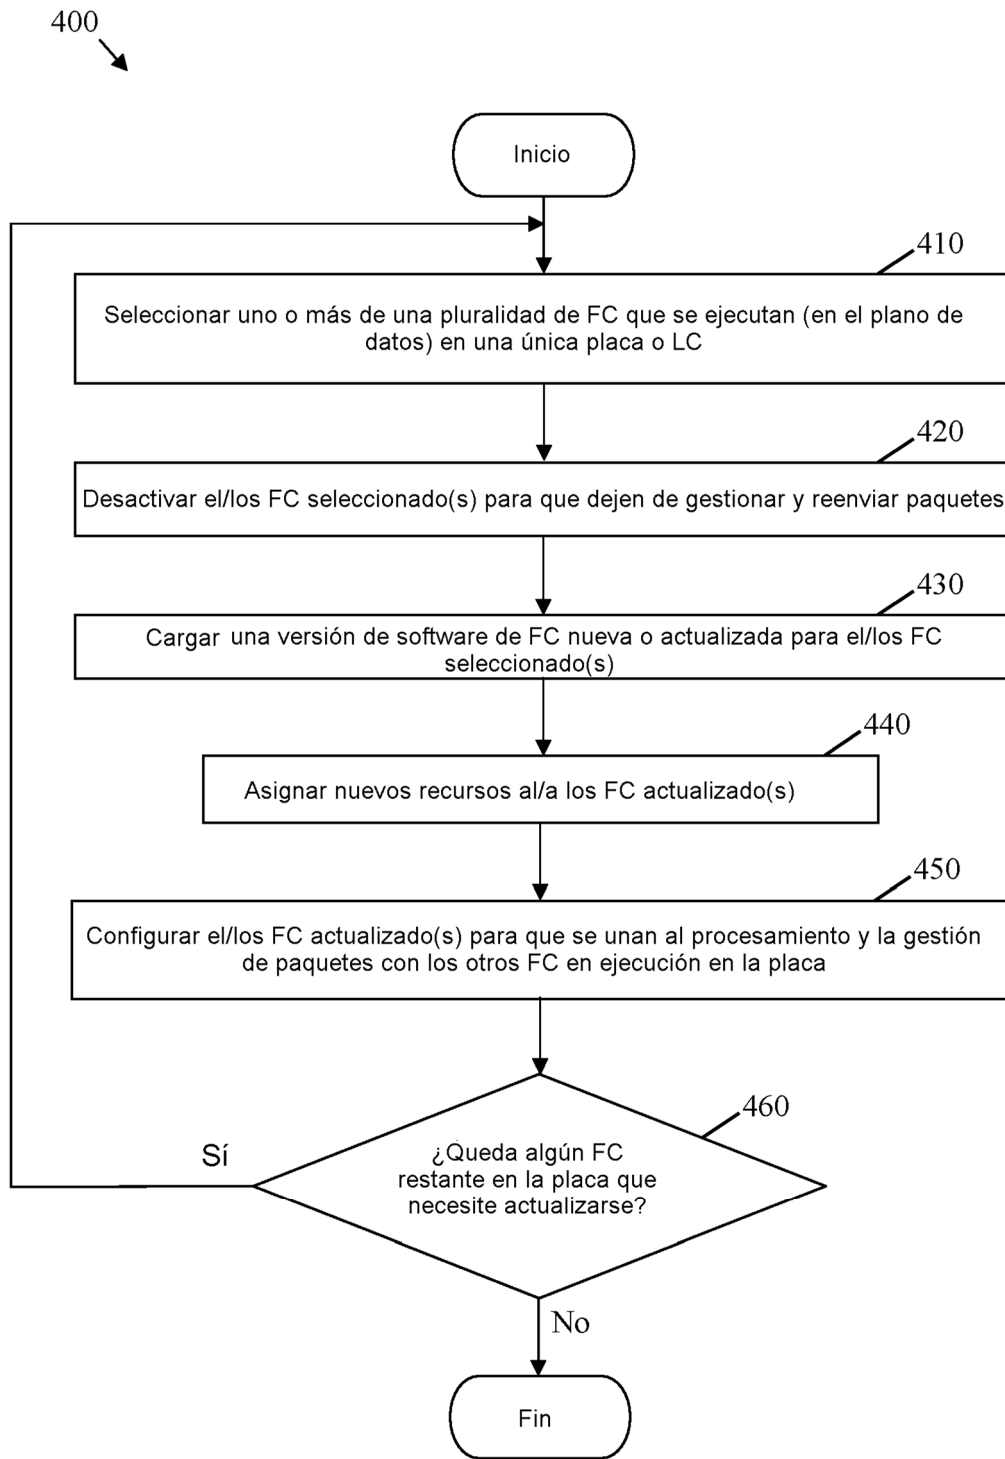 400
Inicio
410
Seleccionar uno o más de una pluralidad de FC que se ejecutan (en el plano de
datos) en una única placa o LC
420
Desactivar el/los FC seleccionado(s) para que dejen de gestionar y reenviar paquetes
430
Cargar una versión de software de FC nueva o actualizada para el/los FC
seleccionado(s)
440
Asignar nuevos recursos al/a los FC actualizado(s)
450
Configurar el/los FC actualizado(s) para que se unan al procesamiento y la gestión
de paquetes con los otros FC en ejecución en la placa
460
Sí
¿Queda algún FC
restante en la placa que
necesite actualizarse?
No
Fin